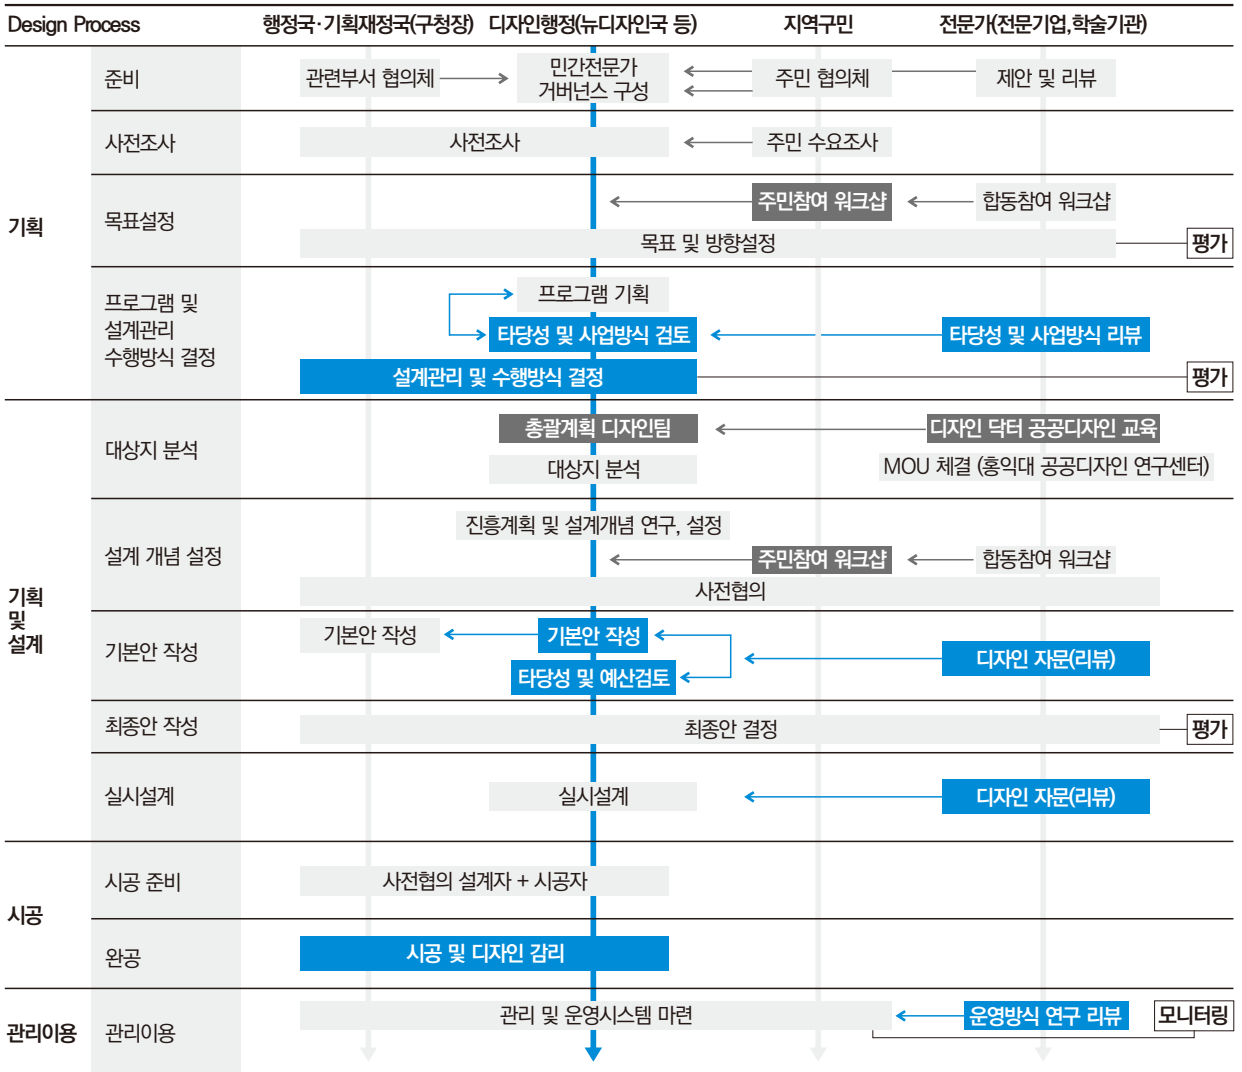 Design Process 행정국·기획재정국(구청장) 디자인행정(뉴디자인국 등) 지역구민 전문가(전문기업,학술기관)
기획
준비
관련부서 협의체
민간전문가
거버넌스 구성
주민 협의체
제안 및 리뷰
사전조사
사전조사
주민 수요조사
목표설정
주민참여 워크샵
합동참여 워크샵
목표 및 방향설정
평가
프로그램 및
설계관리
수행방식 결정
프로그램 기획
타당성 및 사업방식 검토
타당성 및 사업방식 리뷰
설계관리 및 수행방식 결정
평가
기획
및
설계
대상지 분석
총괄계획 디자인팀
디자인 닥터 공공디자인 교육
대상지 분석
MOU 체결 (홍익대 공공디자인 연구센터)
설계 개념 설정
진흥계획 및 설계개념 연구, 설정
주민참여 워크샵
합동참여 워크샵
사전협의
기본안 작성
기본안 작성
기본안 작성
타당성 및 예산검토
디자인 자문(리뷰)
최종안 작성
최종안 결정
평가
실시설계
실시설계
디자인 자문(리뷰)
시공
시공 준비
사전협의 설계자 + 시공자
완공
시공 및 디자인 감리
관리이용
관리이용
관리 및 운영시스템 마련
운영방식 연구 리뷰
모니터링